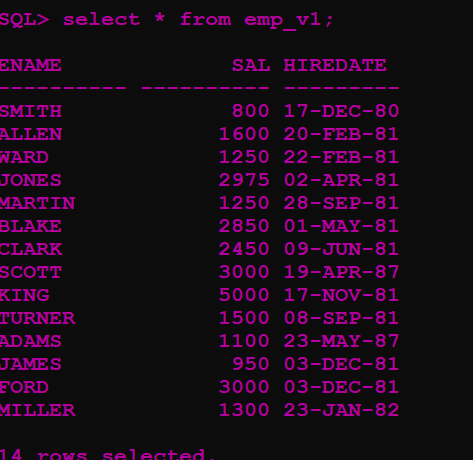 SQL> select * from emp_v1;
ENAME SAL HIREDATE
---------- ---------- ---------
SMITH 800 17-DEC-80
ALLEN 1600 20-FEB-81
WARD 1250 22-FEB-81
JONES 2975 02-APR-81
MARTIN 1250 28-SEP-81
BLAKE 2850 01-MAY-81
CLARK 2450 09-JUN-81
SCOTT 3000 19-APR-87
KING 5000 17-NOV-81
TURNER 1500 08-SEP-81
ADAMS 1100 23-MAY-87
JAMES 950 03-DEC-81
FORD 3000 03-DEC-81
MILLER 1300 23-JAN-82
14 rows selected.